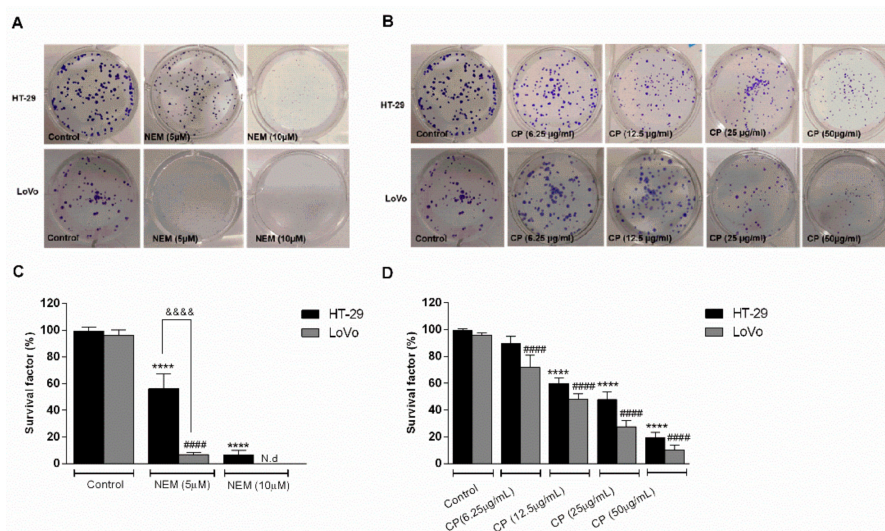 A
HT-29
Control
NEM (5µM)
NEM (10µM)
LoVo
Control
NEM (5µM)
NEM (10µM)
B
HT-29
Control
CP (6.25 µg/ml)
CP (12.5 µg/ml)
CP (25 µg/ml)
CP (50µg/ml)
LoVo
Control
CP (6.25 µg/ml)
CP (12.5 µg/ml)
CP (25 µg/ml)
CP (50µg/ml)
C
Survival factor (%)
120
100
80
60
40
20
0
HT-29
LoVo
&&&&
****
####
****
N.d
Control
NEM (5µM)
NEM (10µM)
D
Survival factor (%)
120
100
80
60
40
20
0
HT-29
LoVo
####
****
####
****
####
****
####
Control
CP(6.25µg/mL)
CP (12.5µg/mL)
CP (25µg/mL)
CP (50µg/mL)